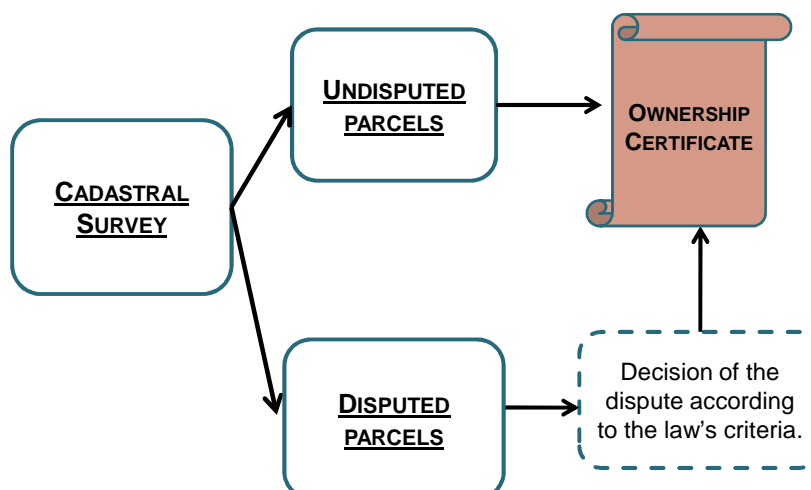 UNDISPUTED
PARCELS
OWNERSHIP
CERTIFICATE
CADASTRAL
SURVEY
DISPUTED
PARCELS
Decision of the
dispute according
to the law's criteria.